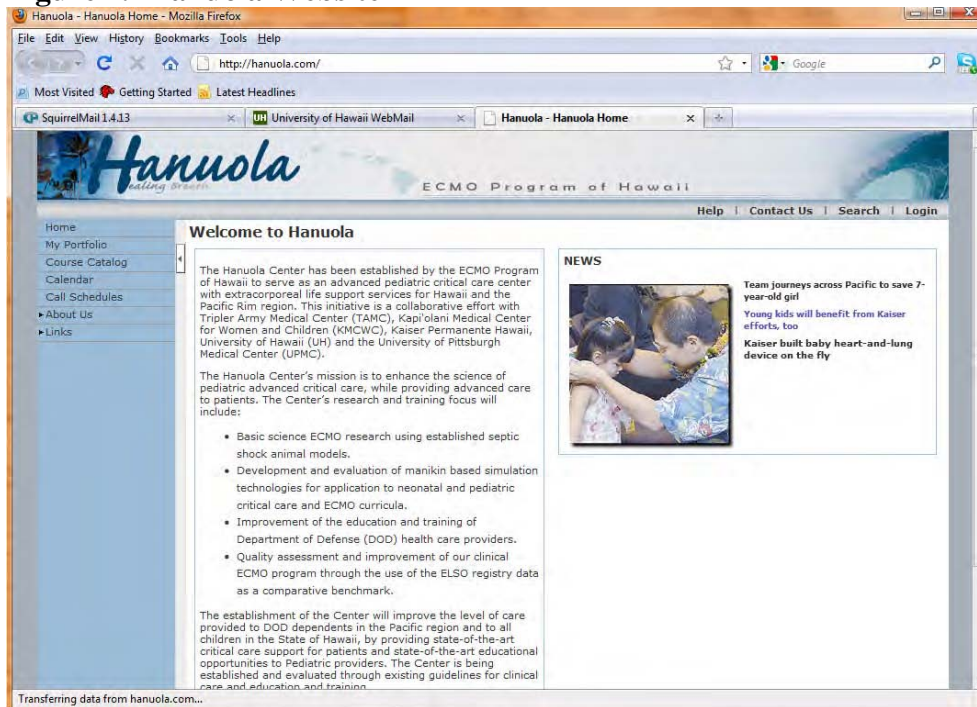 Hanuola - Hanuola Home - Mozilla Firefox
File Edit View History Bookmarks Tools Help
http://hanuola.com/
Google
Most Visited Getting Started Latest Headlines
SquirrelMail 1.4.13
University of Hawaii WebMail
Hanuola - Hanuola Home
Hanuola
Healing Breath
ECMO Program of Hawaii
Help | Contact Us | Search | Login
Home
My Portfolio
Course Catalog
Calendar
Call Schedules
About Us
Links
Welcome to Hanuola
The Hanuola Center has been established by the ECMO Program
of Hawaii to serve as an advanced pediatric critical care center
with extracorporeal life support services for Hawaii and the
Pacific Rim region. This initiative is a collaborative effort with
Tripler Army Medical Center (TAMC), Kapi'olani Medical Center
for Women and Children (KMCWC), Kaiser Permanente Hawaii,
University of Hawaii (UH) and the University of Pittsburgh
Medical Center (UPMC).
The Hanuola Center's mission is to enhance the science of
pediatric advanced critical care, while providing advanced care
to patients. The Center's research and training focus will
include:
• Basic science ECMO research using established septic
shock animal models.
• Development and evaluation of manikin based simulation
technologies for application to neonatal and pediatric
critical care and ECMO curricula.
• Improvement of the education and training of
Department of Defense (DOD) health care providers.
• Quality assessment and improvement of our clinical
ECMO program through the use of the ELSO registry data
as a comparative benchmark.
The establishment of the Center will improve the level of care
provided to DOD dependents in the Pacific region and to all
children in the State of Hawaii, by providing state-of-the-art
critical care support for patients and state-of-the-art educational
opportunities to Pediatric providers. The Center is being
established and evaluated through existing guidelines for clinical
care and education and training.
NEWS
Team journeys across Pacific to save 7-
year-old girl
Young kids will benefit from Kaiser
efforts, too
Kaiser built baby heart-and-lung
device on the fly
Transferring data from hanuola.com...